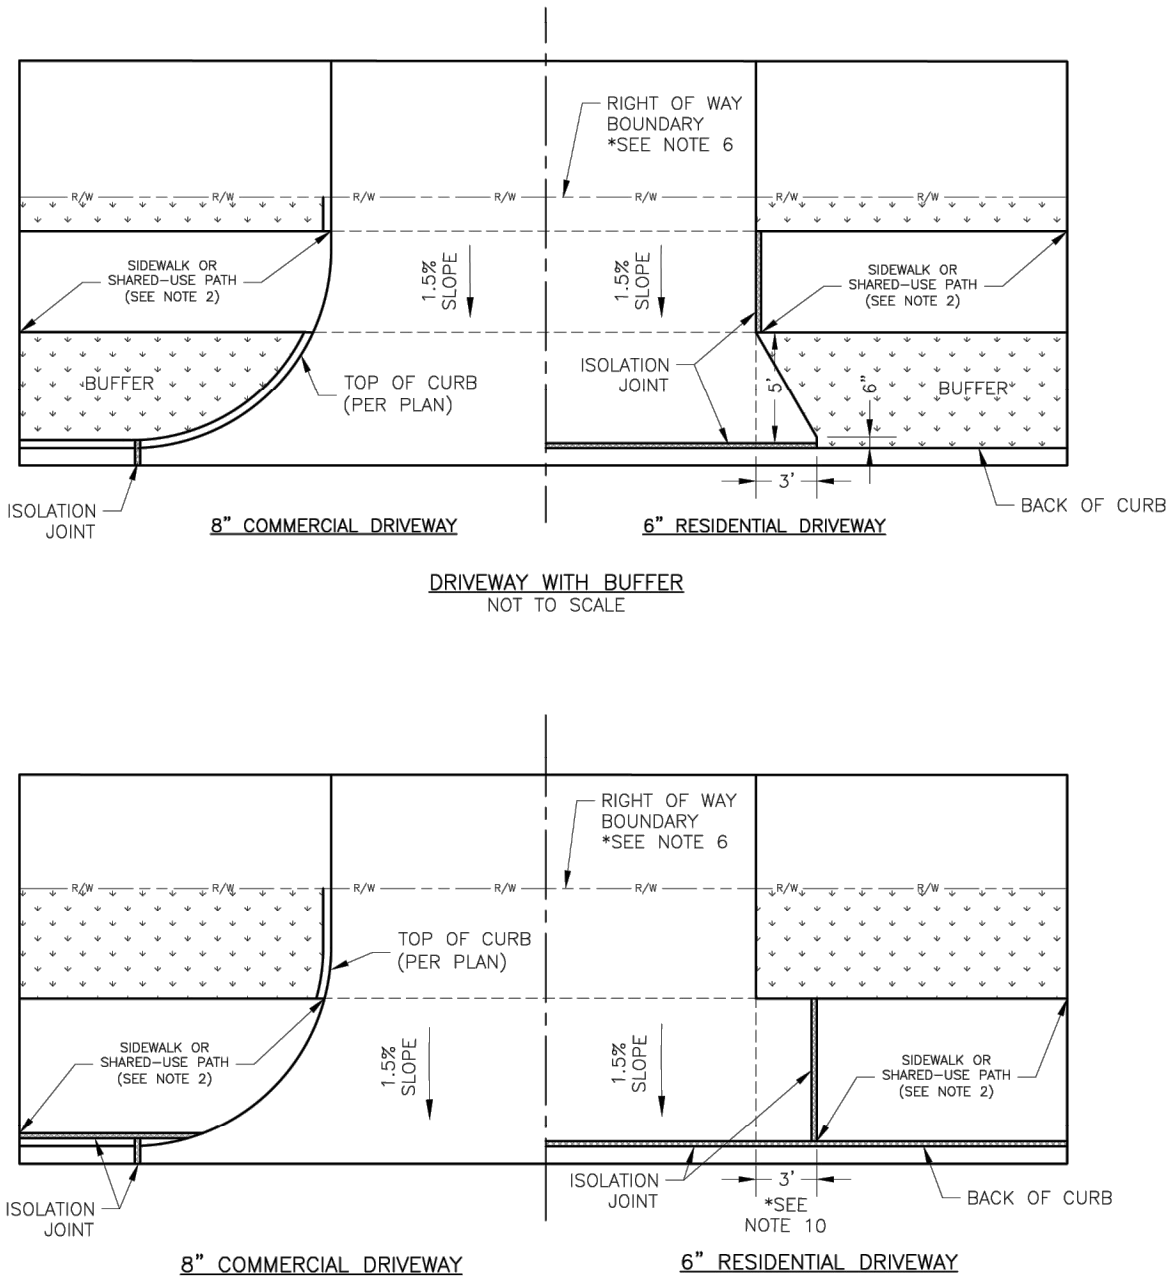 RIGHT OF WAY
BOUNDARY
*SEE NOTE 6
R/W
R/W
R/W
R/W
R/W
R/W
R/W
SIDEWALK OR
SHARED-USE PATH
(SEE NOTE 2)
1.5%
SLOPE
1.5%
SLOPE
SIDEWALK OR
SHARED-USE PATH
(SEE NOTE 2)
BUFFER
TOP OF CURB
(PER PLAN)
ISOLATION
JOINT
5'
6"
BUFFER
3'
ISOLATION
JOINT
BACK OF CURB
8" COMMERCIAL DRIVEWAY
6" RESIDENTIAL DRIVEWAY
DRIVEWAY WITH BUFFER
NOT TO SCALE
RIGHT OF WAY
BOUNDARY
*SEE NOTE 6
R/W
R/W
R/W
R/W
R/W
R/W
R/W
TOP OF CURB
(PER PLAN)
SIDEWALK OR
SHARED-USE PATH
(SEE NOTE 2)
1.5%
SLOPE
1.5%
SLOPE
SIDEWALK OR
SHARED-USE PATH
(SEE NOTE 2)
ISOLATION
JOINT
ISOLATION
JOINT
3'
*SEE
NOTE 10
BACK OF CURB
8" COMMERCIAL DRIVEWAY
6" RESIDENTIAL DRIVEWAY